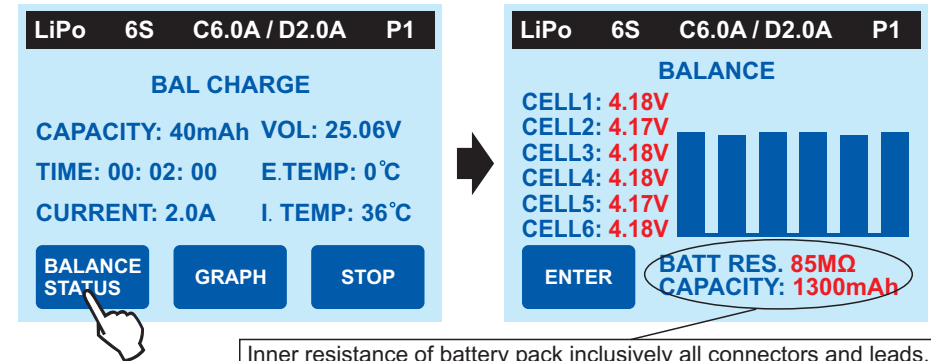 LiPo 6S C6.0A / D2.0A P1
BAL CHARGE
CAPACITY: 40mAh VOL: 25.06V
TIME: 00: 02: 00 E.TEMP: 0℃
CURRENT: 2.0A I. TEMP: 36℃
BALANCE
STATUS
GRAPH
STOP
LiPo 6S C6.0A / D2.0A P1
BALANCE
CELL1: 4.18V
CELL2: 4.17V
CELL3: 4.18V
CELL4: 4.18V
CELL5: 4.17V
CELL6: 4.18V
ENTER
BATT RES. 85MΩ
CAPACITY: 1300mAh
Inner resistance of battery pack inclusively all connectors and leads.